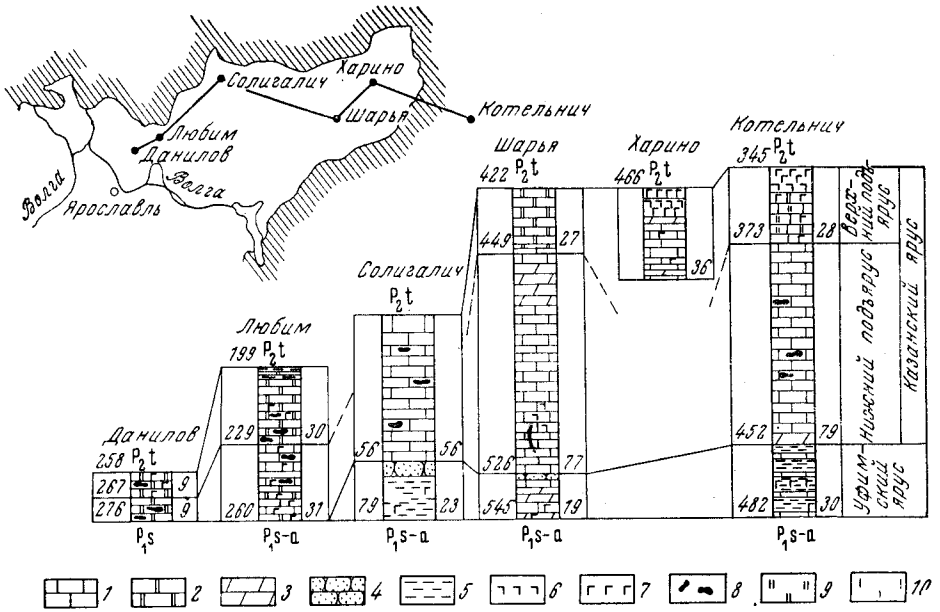 Солигалич
Харино
Шарья
Котельнич
Любим
Данилов
Волга
Ярославль
Волга
Данилов
258 P₂t
267 9
276 9
P₁s
Любим
199 P₂t
229 30
260 31
P₁s-a
Солигалич
P₂t
56 56
79 23
P₁s-a
Шарья
422 P₂t
449 27
526 77
545 19
P₁s-a
Харино
466 P₂t
36
Котельнич
345 P₂t
373 28
452 79
482 30
P₁s-a
Верхний подъярус
Нижний подъярус
Казанский ярус
Уфимский ярус
1 2 3 4 5 6 7 8 9 10